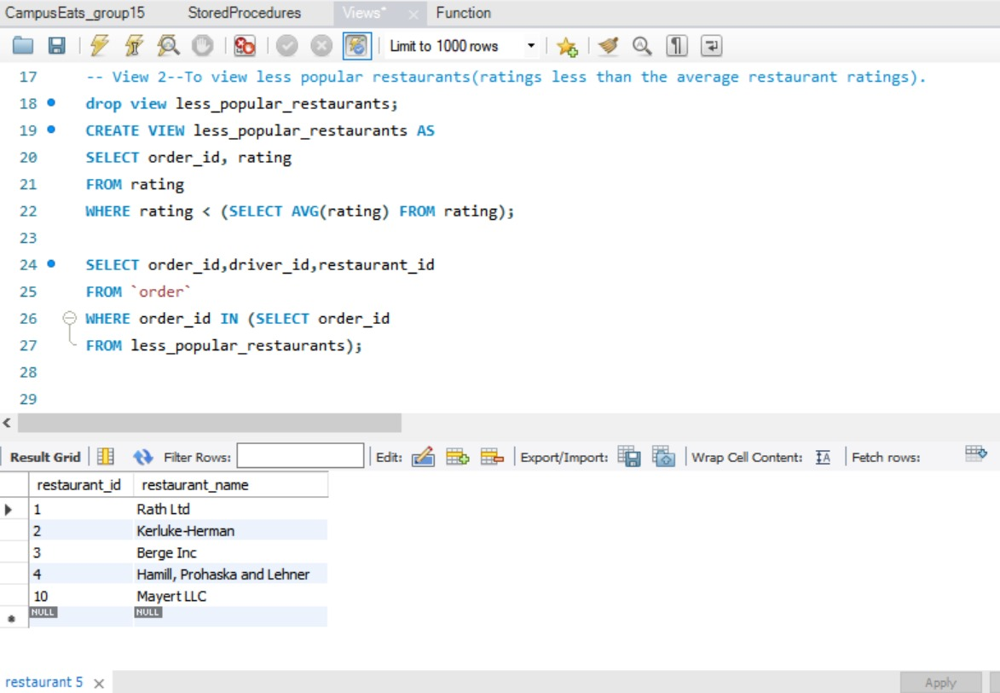 CampusEats_group15 StoredProcedures Views* × Function
Limit to 1000 rows
17 -- View 2--To view less popular restaurants(ratings less than the average restaurant ratings).
18 drop view less_popular_restaurants;
19 CREATE VIEW less_popular_restaurants AS
20 SELECT order_id, rating
21 FROM rating
22 WHERE rating < (SELECT AVG(rating) FROM rating);
23
24 SELECT order_id,driver_id,restaurant_id
25 FROM `order`
26 WHERE order_id IN (SELECT order_id
27 FROM less_popular_restaurants);
28
29
Result Grid Filter Rows: Edit: Export/Import: Wrap Cell Content: Fetch rows:
restaurant_id restaurant_name
1 Rath Ltd
2 Kerluke-Herman
3 Berge Inc
4 Hamill, Prohaska and Lehner
10 Mayert LLC
NULL NULL
restaurant 5 × Apply